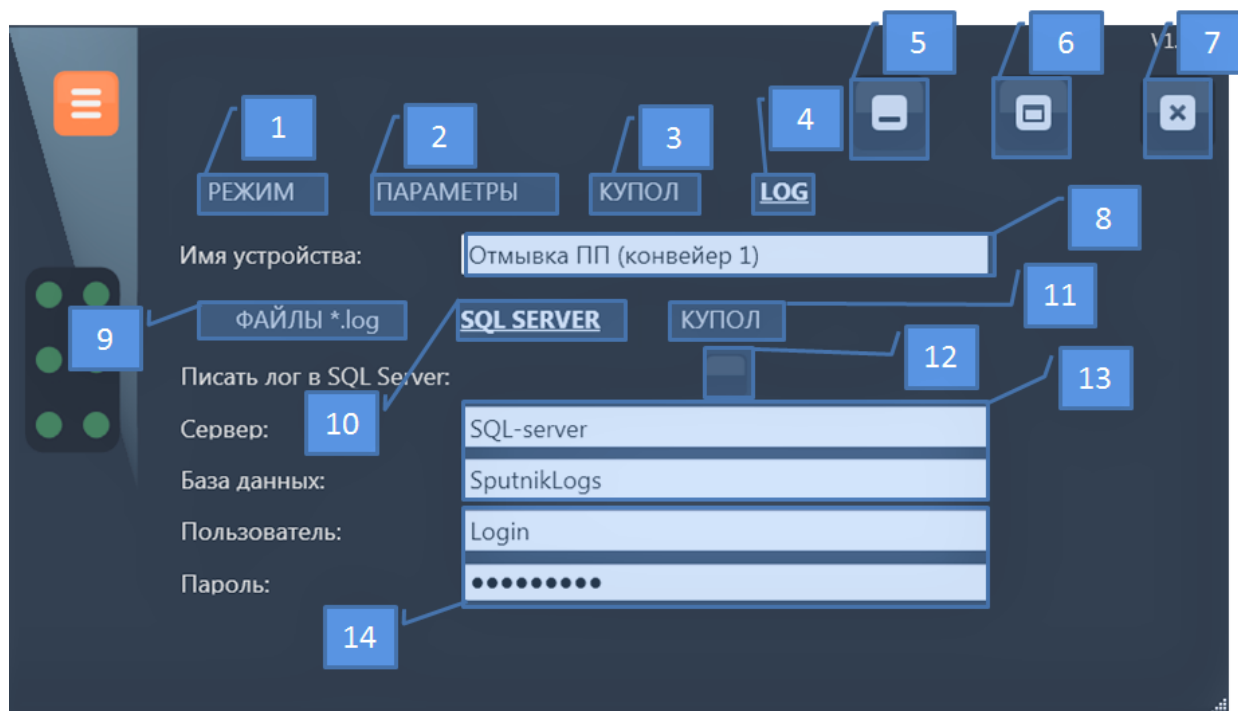 5 6 V1. 7
1 2 3 4
РЕЖИМ ПАРАМЕТРЫ КУПОЛ LOG
8
Имя устройства: Отмывка ПП (конвейер 1)
11
ФАЙЛЫ *.log SQL SERVER КУПОЛ
9
12
Писать лог в SQL Server:
13
Сервер: 10 SQL-server
База данных: SputnikLogs
Пользователь: Login
Пароль: ●●●●●●●●●
14